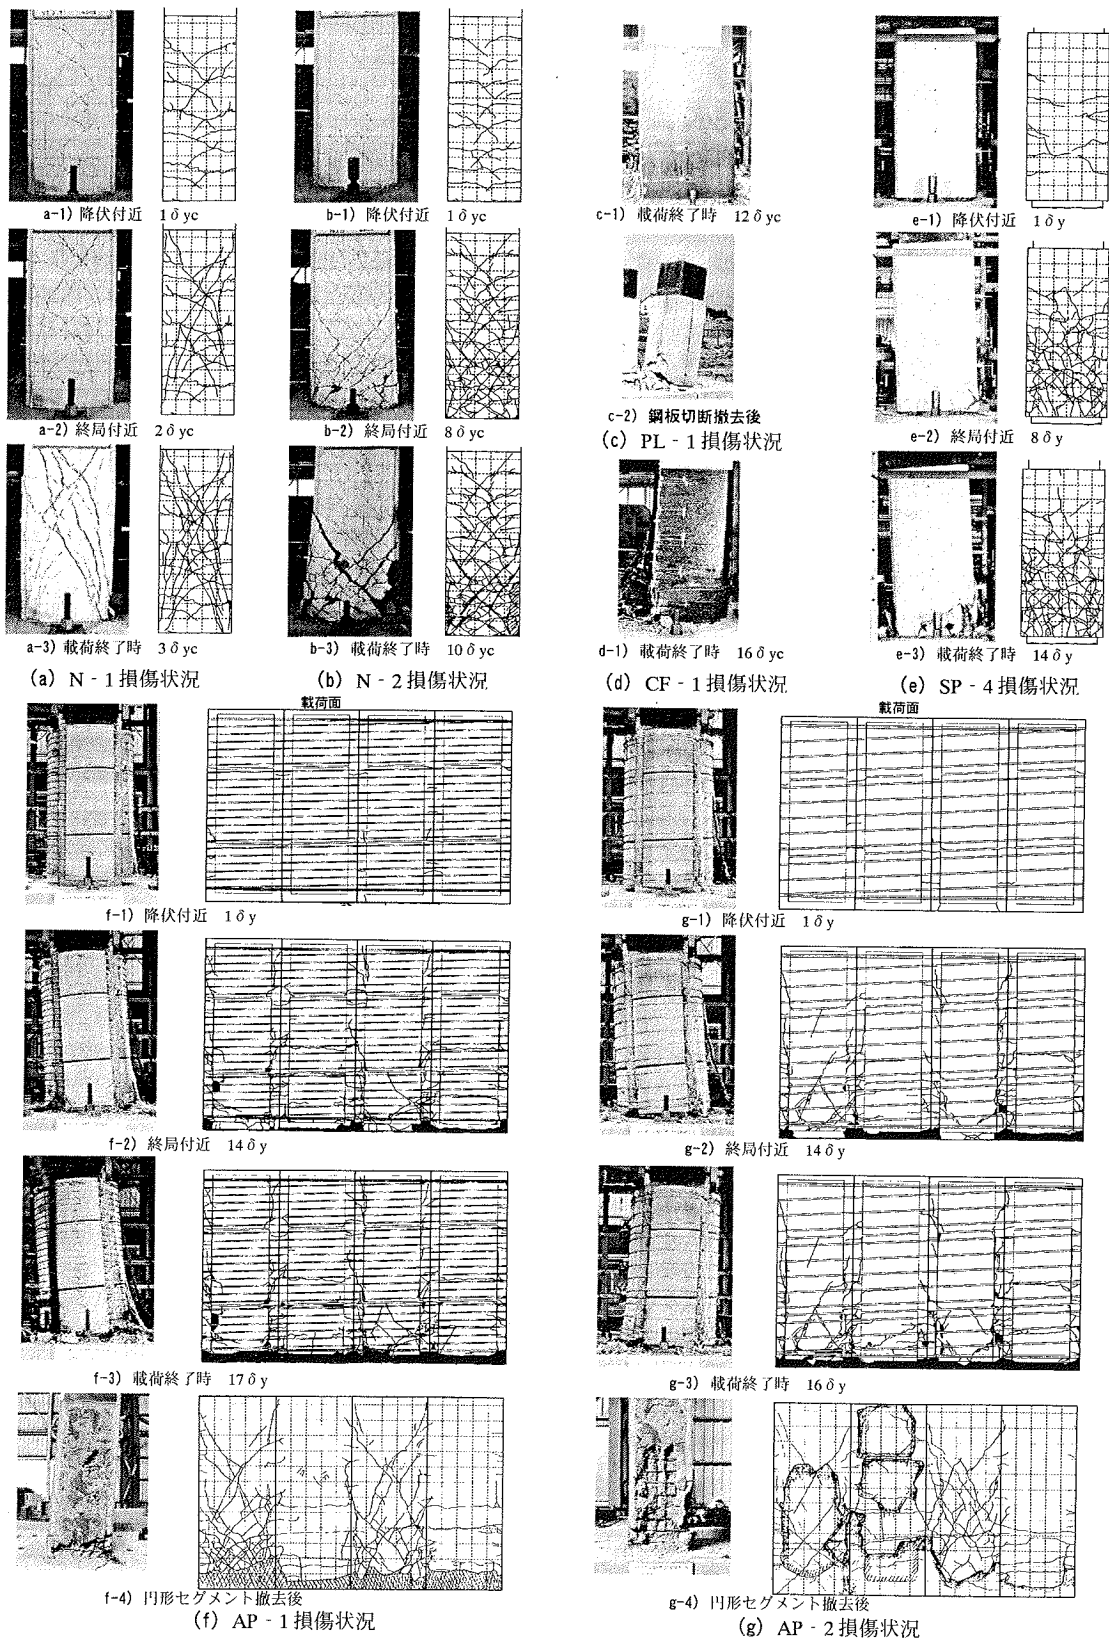 a-1) 降伏付近 1δyc
b-1) 降伏付近 1δyc
c-1) 載荷終了時 12δyc
e-1) 降伏付近 1δy
a-2) 終局付近 2δyc
b-2) 終局付近 8δyc
c-2) 鋼板切断撤去後
(c) PL‐1損傷状況
e-2) 終局付近 8δy
a-3) 載荷終了時 3δyc
b-3) 載荷終了時 10δyc
d-1) 載荷終了時 16δyc
e-3) 載荷終了時 14δy
(a) N‐1損傷状況
(b) N‐2損傷状況
(d) CF‐1損傷状況
(e) SP‐4損傷状況
載荷面
載荷面
f-1) 降伏付近 1δy
g-1) 降伏付近 1δy
f-2) 終局付近 14δy
g-2) 終局付近 14δy
f-3) 載荷終了時 17δy
g-3) 載荷終了時 16δy
f-4) 円形セグメント撤去後
g-4) 円形セグメント撤去後
(f) AP‐1損傷状況
(g) AP‐2損傷状況